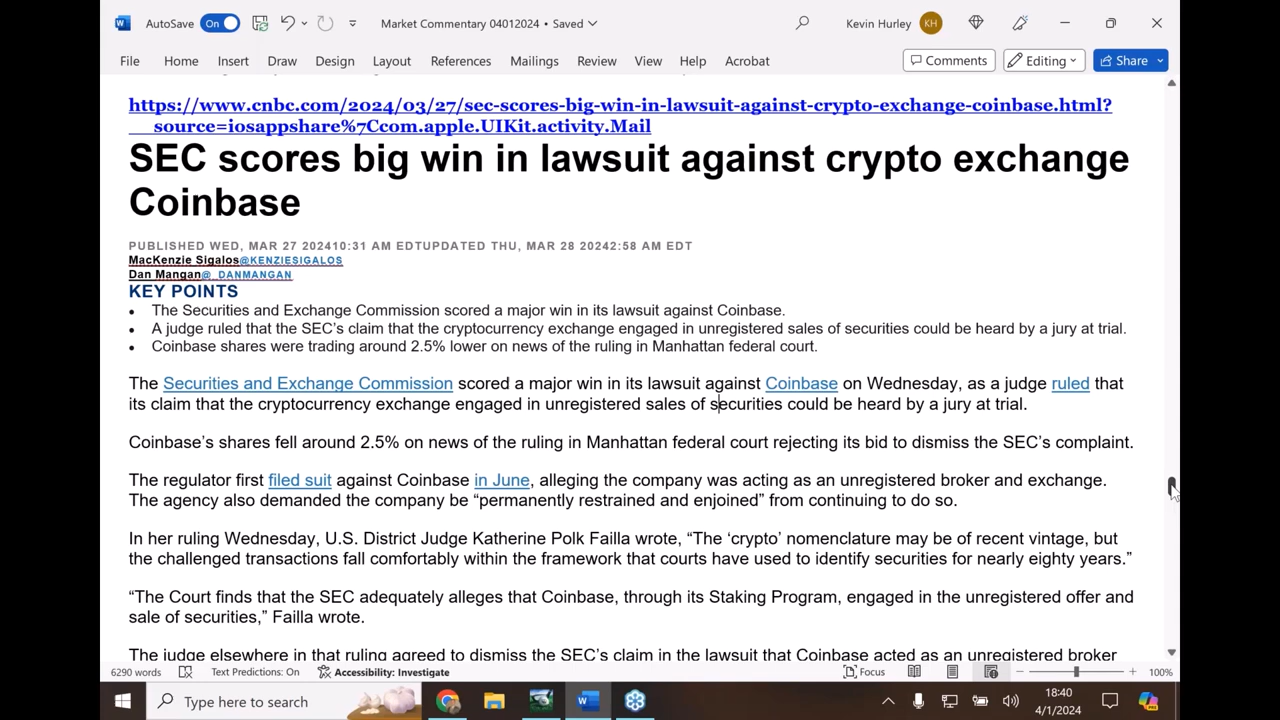 AutoSave On Market Commentary 04012024 • Saved Kevin Hurley KH
File Home Insert Draw Design Layout References Mailings Review View Help Acrobat Comments Editing Share
https://www.cnbc.com/2024/03/27/sec-scores-big-win-in-lawsuit-against-crypto-exchange-coinbase.html?
__source=iosappshare%7Ccom.apple.UIKit.activity.Mail
SEC scores big win in lawsuit against crypto exchange
Coinbase
PUBLISHED WED, MAR 27 202410:31 AM EDTUPDATED THU, MAR 28 20242:58 AM EDT
MacKenzie Sigalos@KENZIESIGALOS
Dan Mangan@_DANMANGAN
KEY POINTS
• The Securities and Exchange Commission scored a major win in its lawsuit against Coinbase.
• A judge ruled that the SEC’s claim that the cryptocurrency exchange engaged in unregistered sales of securities could be heard by a jury at trial.
• Coinbase shares were trading around 2.5% lower on news of the ruling in Manhattan federal court.
The Securities and Exchange Commission scored a major win in its lawsuit against Coinbase on Wednesday, as a judge ruled that
its claim that the cryptocurrency exchange engaged in unregistered sales of securities could be heard by a jury at trial.
Coinbase’s shares fell around 2.5% on news of the ruling in Manhattan federal court rejecting its bid to dismiss the SEC’s complaint.
The regulator first filed suit against Coinbase in June, alleging the company was acting as an unregistered broker and exchange.
The agency also demanded the company be “permanently restrained and enjoined” from continuing to do so.
In her ruling Wednesday, U.S. District Judge Katherine Polk Failla wrote, “The ‘crypto’ nomenclature may be of recent vintage, but
the challenged transactions fall comfortably within the framework that courts have used to identify securities for nearly eighty years.”
“The Court finds that the SEC adequately alleges that Coinbase, through its Staking Program, engaged in the unregistered offer and
sale of securities,” Failla wrote.
The judge elsewhere in that ruling agreed to dismiss the SEC’s claim in the lawsuit that Coinbase acted as an unregistered broker
6290 words Text Predictions: On Accessibility: Investigate Focus 100%
Type here to search 18:40
4/1/2024